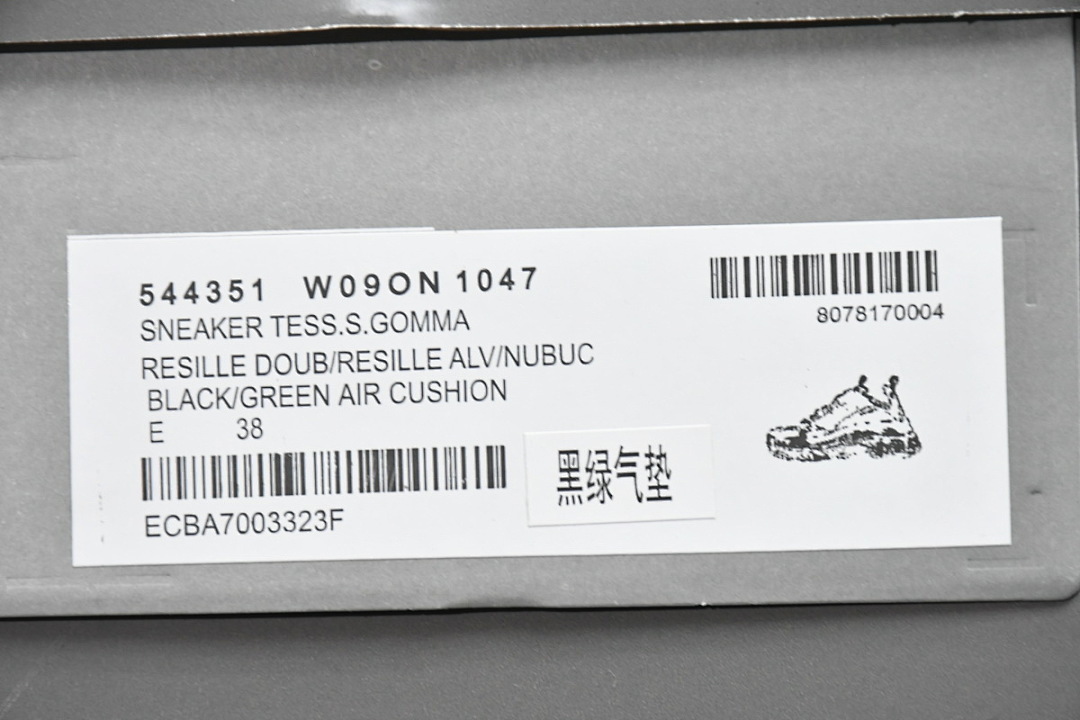 544351 W09ON 1047
SNEAKER TESS.S.GOMMA
RESILLE DOUB/RESILLE ALV/NUBUC
BLACK/GREEN AIR CUSHION
E 38
ECBA7003323F
黑绿气垫
8078170004